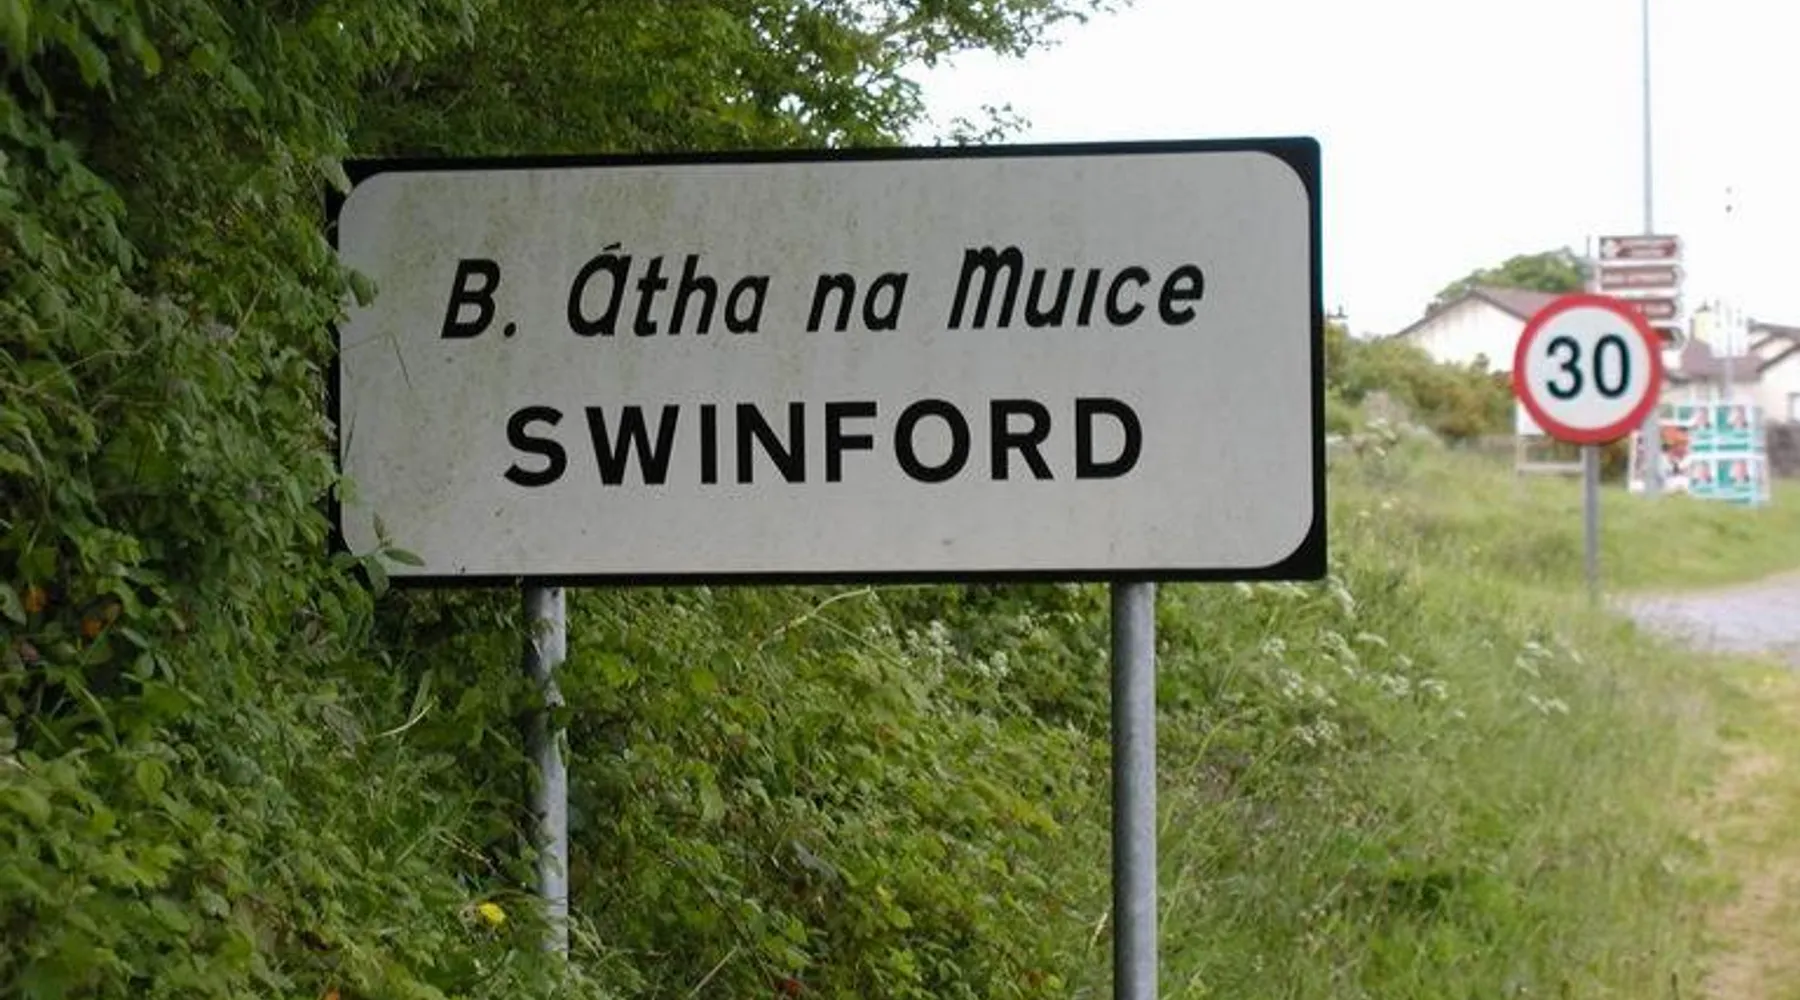 B. Átha na Muice
SWINFORD
30